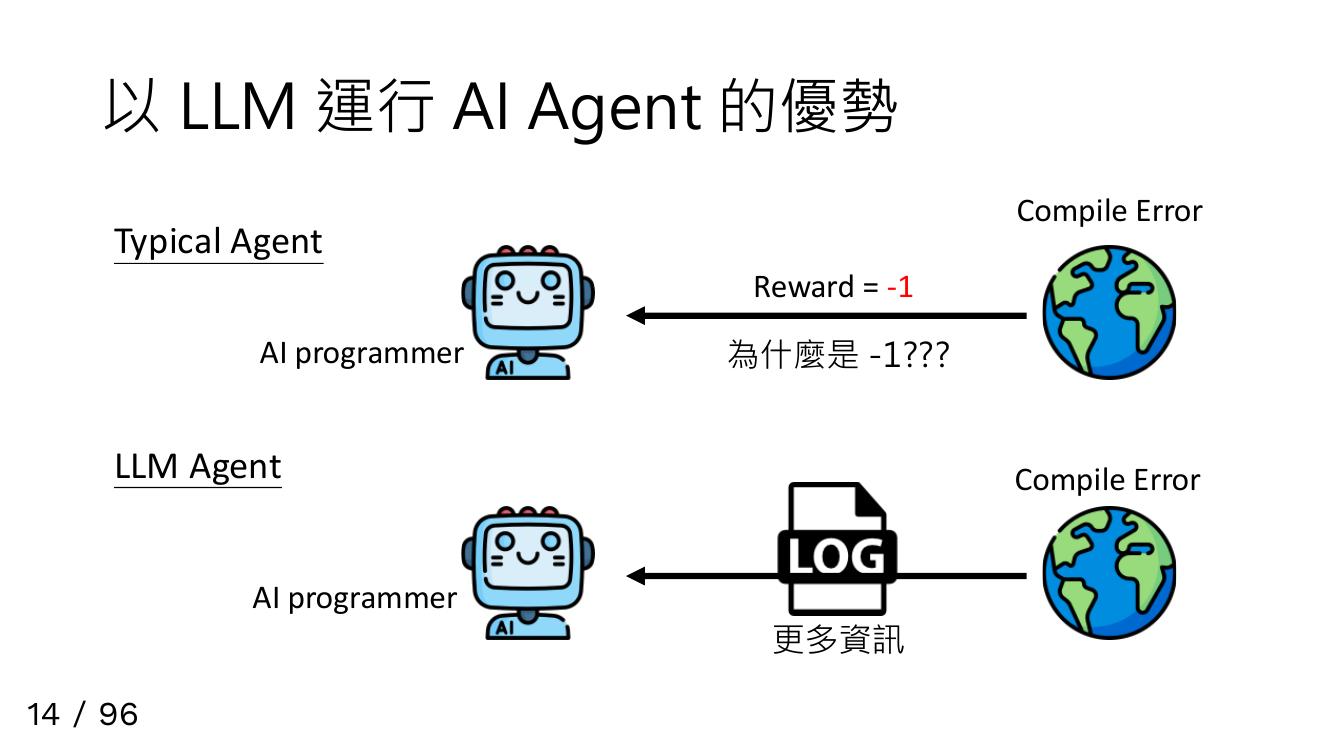 以 LLM 運行 AI Agent 的優勢
Typical Agent
Compile Error
Reward = -1
為什麼是 -1???
AI programmer
AI
LLM Agent
Compile Error
LOG
AI programmer
AI
更多資訊
14 / 96